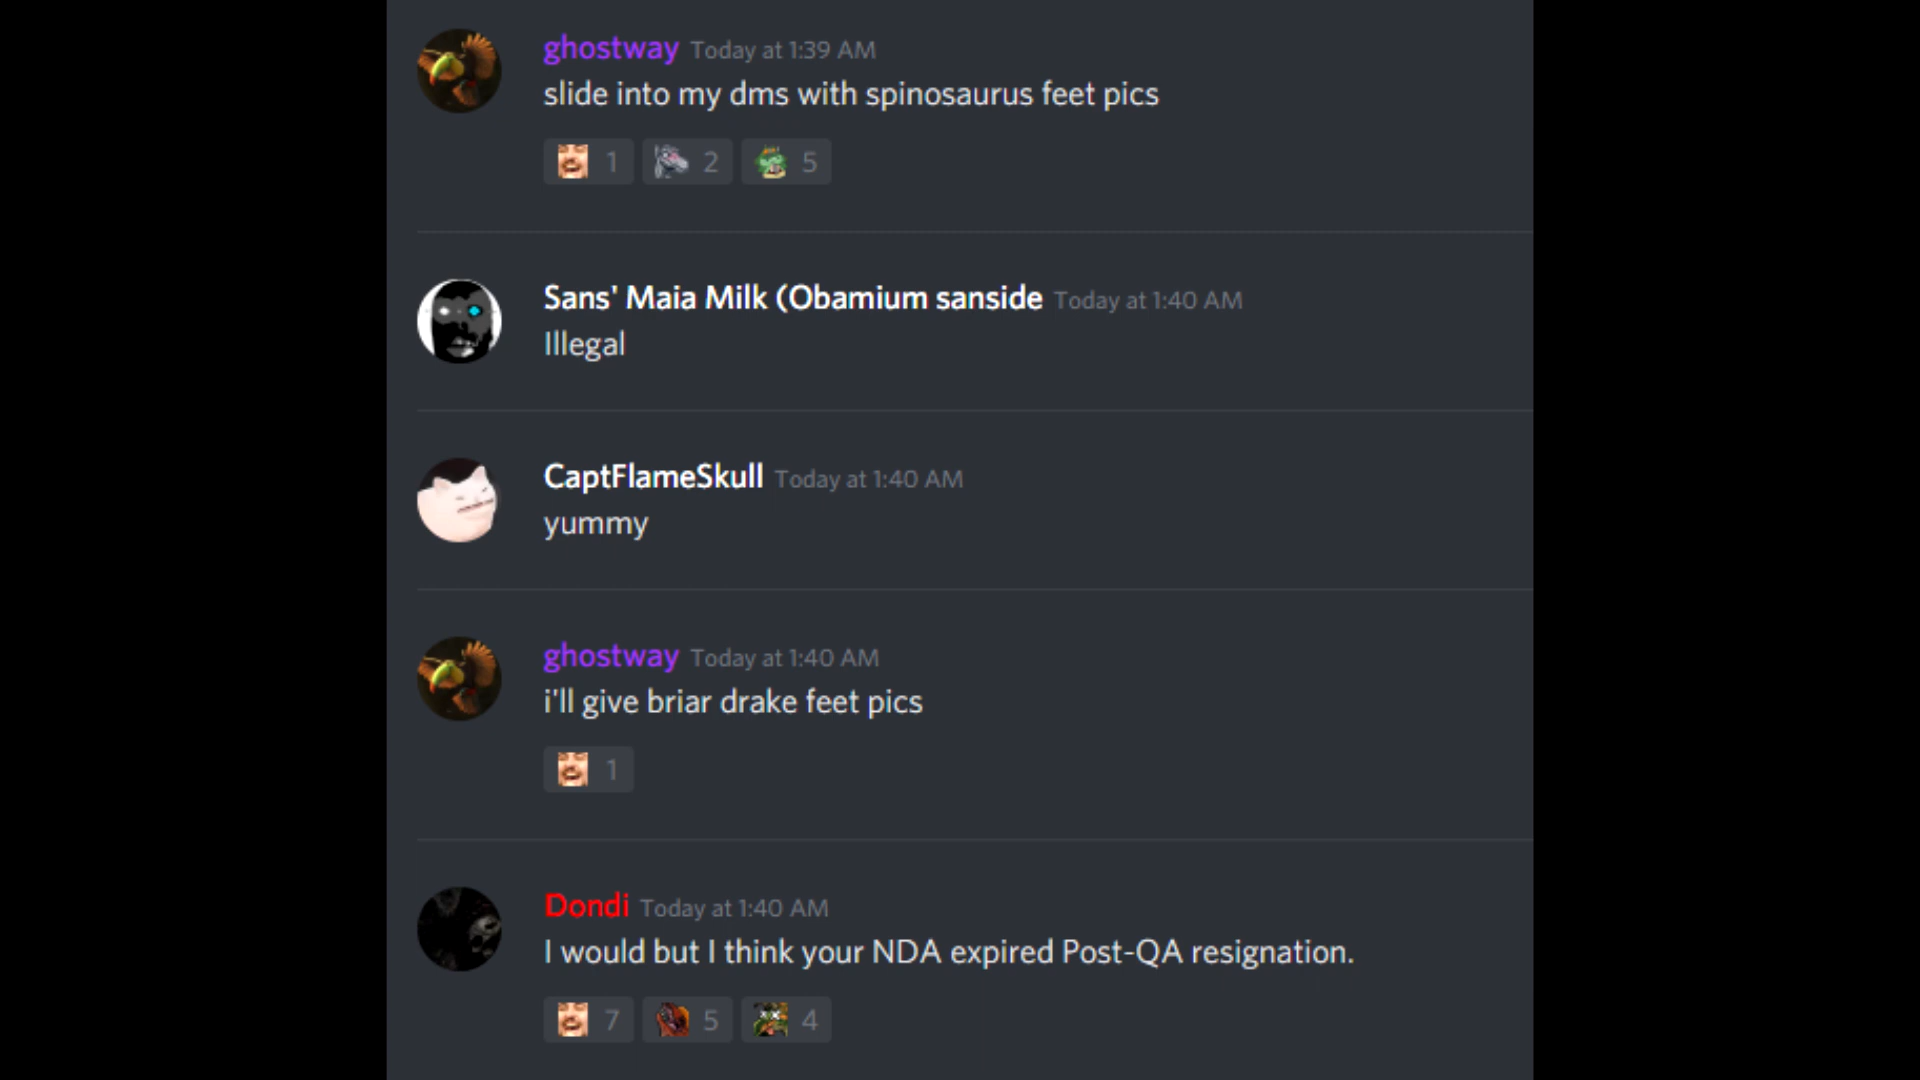 ghostway Today at 1:39 AM
slide into my dms with spinosaurus feet pics
1 2 5
Sans' Maia Milk (Obamium sanside Today at 1:40 AM
Illegal
CaptFlameSkull Today at 1:40 AM
yummy
ghostway Today at 1:40 AM
i'll give briar drake feet pics
1
Dondi Today at 1:40 AM
I would but I think your NDA expired Post-QA resignation.
7 5 4